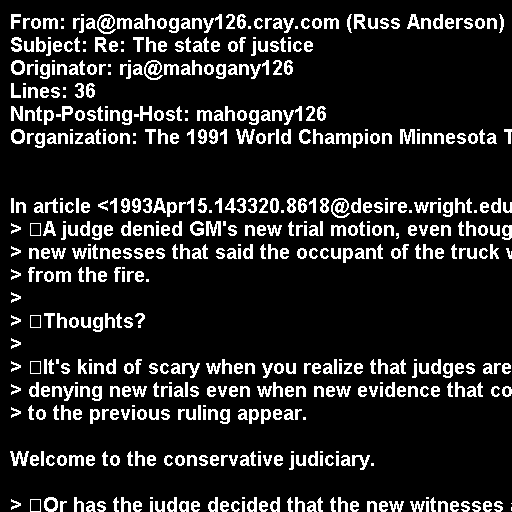 From: rja@mahogany126.cray.com (Russ Anderson)
Subject: Re: The state of justice
Originator: rja@mahogany126
Lines: 36
Nntp-Posting-Host: mahogany126
Organization: The 1991 World Champion Minnesota T
In article <1993Apr15.143320.8618@desire.wright.edu
> □A judge denied GM's new trial motion, even thoug
> new witnesses that said the occupant of the truck
> from the fire.
>
> □Thoughts?
>
> □It's kind of scary when you realize that judges are
> denying new trials even when new evidence that co
> to the previous ruling appear.
Welcome to the conservative judiciary.
> □Or has the judge decided that the new witnesses